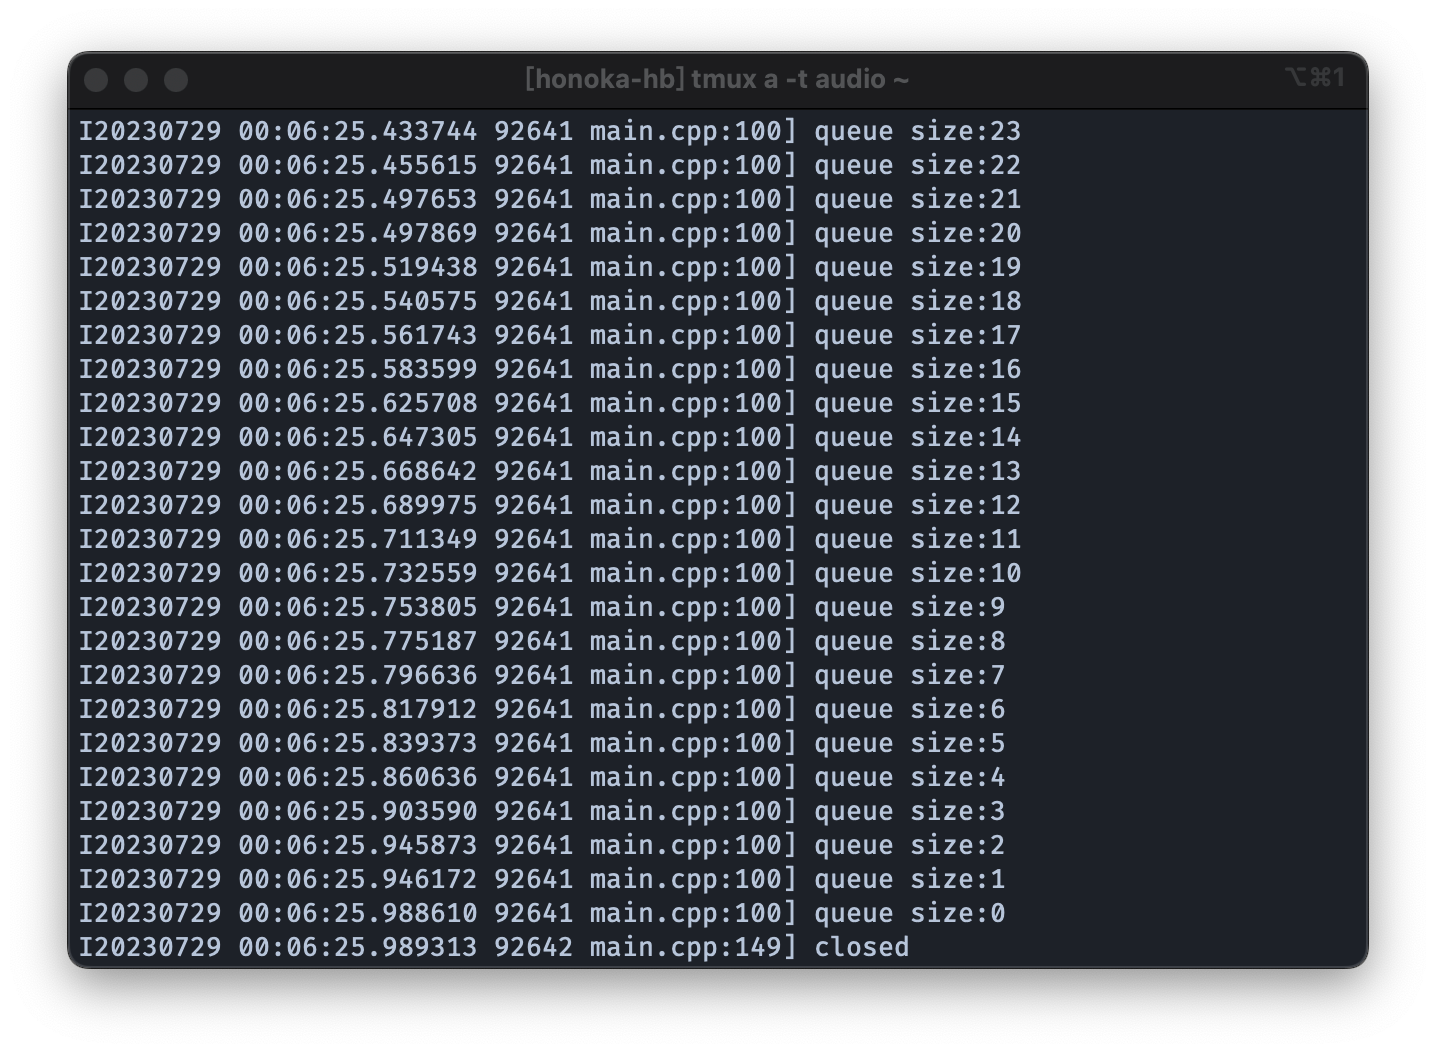 [honoka-hb] tmux a -t audio ~
⌥⌘1
I20230729 00:06:25.433744 92641 main.cpp:100] queue size:23
I20230729 00:06:25.455615 92641 main.cpp:100] queue size:22
I20230729 00:06:25.497653 92641 main.cpp:100] queue size:21
I20230729 00:06:25.497869 92641 main.cpp:100] queue size:20
I20230729 00:06:25.519438 92641 main.cpp:100] queue size:19
I20230729 00:06:25.540575 92641 main.cpp:100] queue size:18
I20230729 00:06:25.561743 92641 main.cpp:100] queue size:17
I20230729 00:06:25.583599 92641 main.cpp:100] queue size:16
I20230729 00:06:25.625708 92641 main.cpp:100] queue size:15
I20230729 00:06:25.647305 92641 main.cpp:100] queue size:14
I20230729 00:06:25.668642 92641 main.cpp:100] queue size:13
I20230729 00:06:25.689975 92641 main.cpp:100] queue size:12
I20230729 00:06:25.711349 92641 main.cpp:100] queue size:11
I20230729 00:06:25.732559 92641 main.cpp:100] queue size:10
I20230729 00:06:25.753805 92641 main.cpp:100] queue size:9
I20230729 00:06:25.775187 92641 main.cpp:100] queue size:8
I20230729 00:06:25.796636 92641 main.cpp:100] queue size:7
I20230729 00:06:25.817912 92641 main.cpp:100] queue size:6
I20230729 00:06:25.839373 92641 main.cpp:100] queue size:5
I20230729 00:06:25.860636 92641 main.cpp:100] queue size:4
I20230729 00:06:25.903590 92641 main.cpp:100] queue size:3
I20230729 00:06:25.945873 92641 main.cpp:100] queue size:2
I20230729 00:06:25.946172 92641 main.cpp:100] queue size:1
I20230729 00:06:25.988610 92641 main.cpp:100] queue size:0
I20230729 00:06:25.989313 92642 main.cpp:149] closed